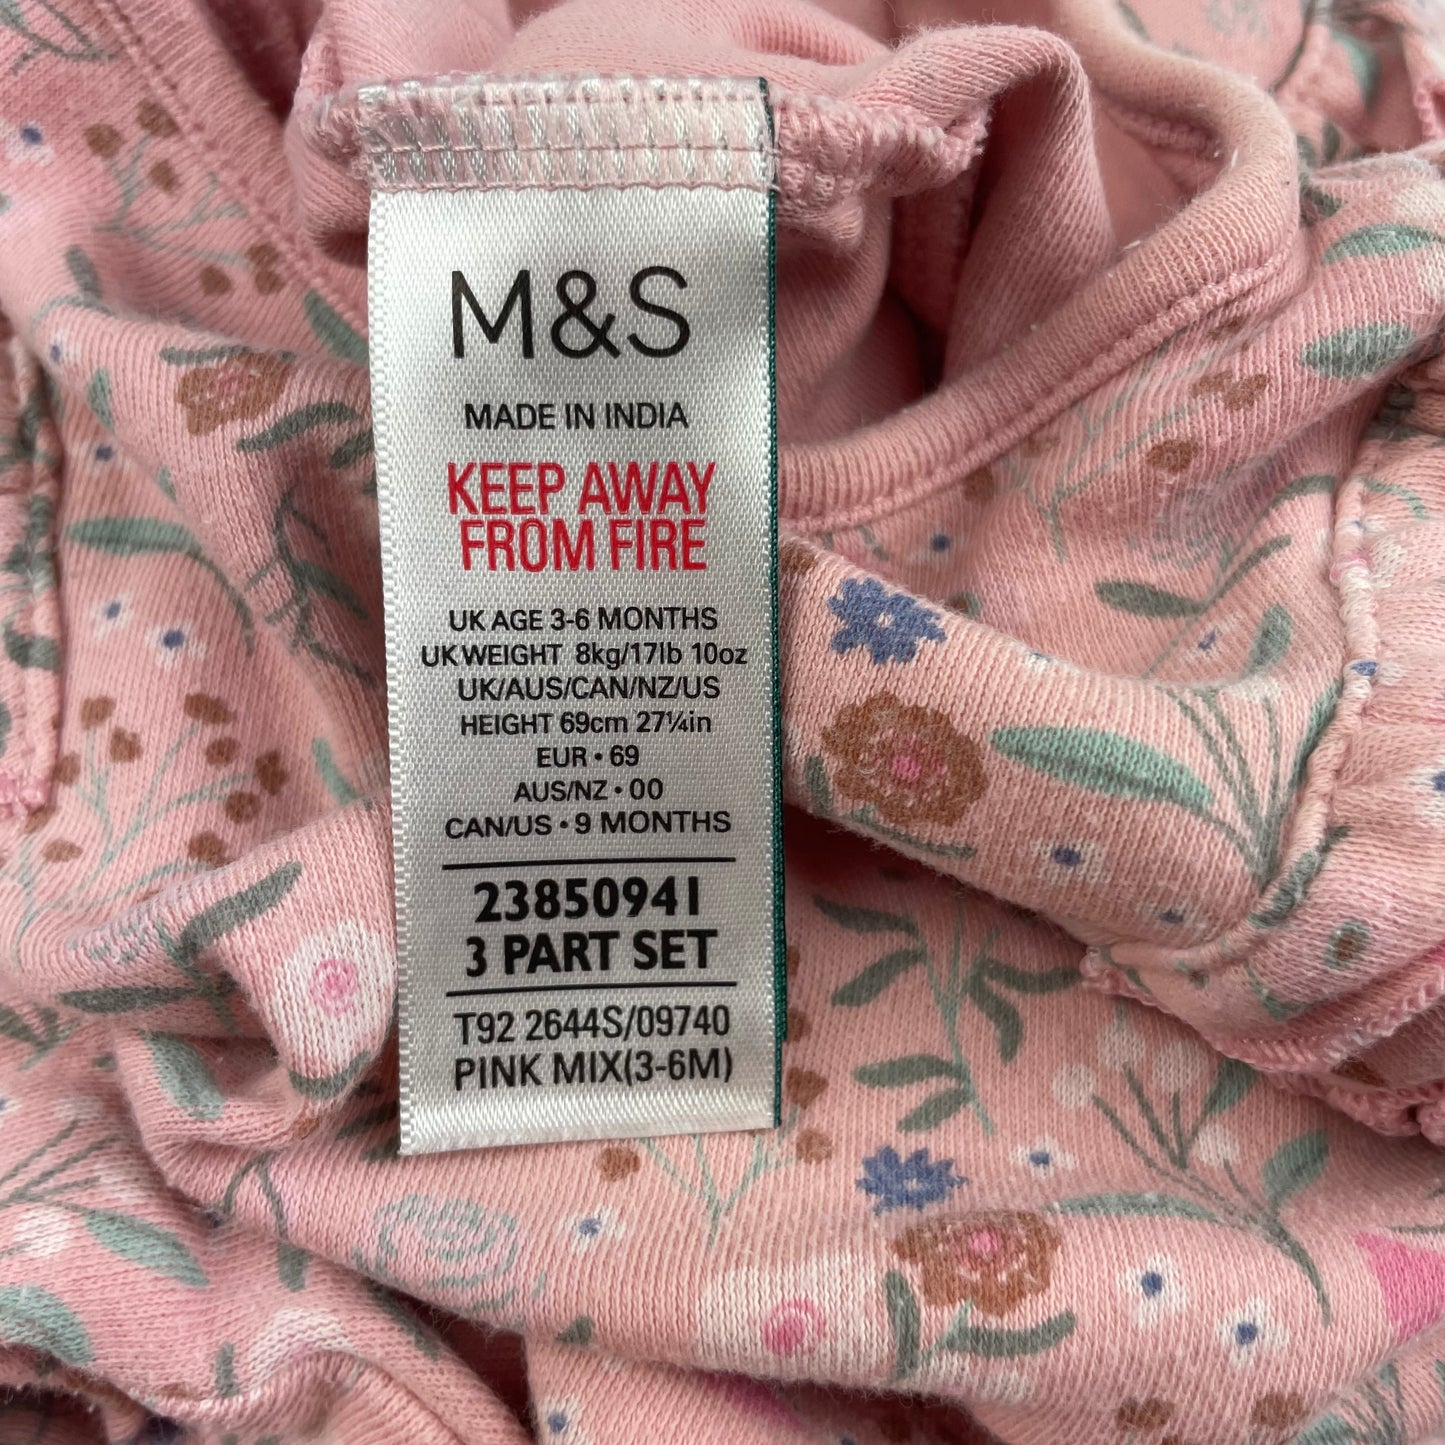 M&S
MADE IN INDIA
KEEP AWAY
FROM FIRE
UK AGE 3-6 MONTHS
UK WEIGHT 8kg/17lb 10oz
UK/AUS/CAN/NZ/US
HEIGHT 69cm 27¼in
EUR • 69
AUS/NZ • 00
CAN/US • 9 MONTHS
23850941
3 PART SET
T92 2644S/09740
PINK MIX(3-6M)